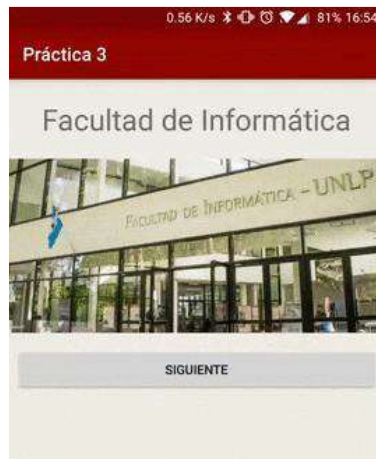 0.56 K/s 81% 16:54
Práctica 3
Facultad de Informática
FACULTAD DE INFORMÁTICA - UNLP
SIGUIENTE